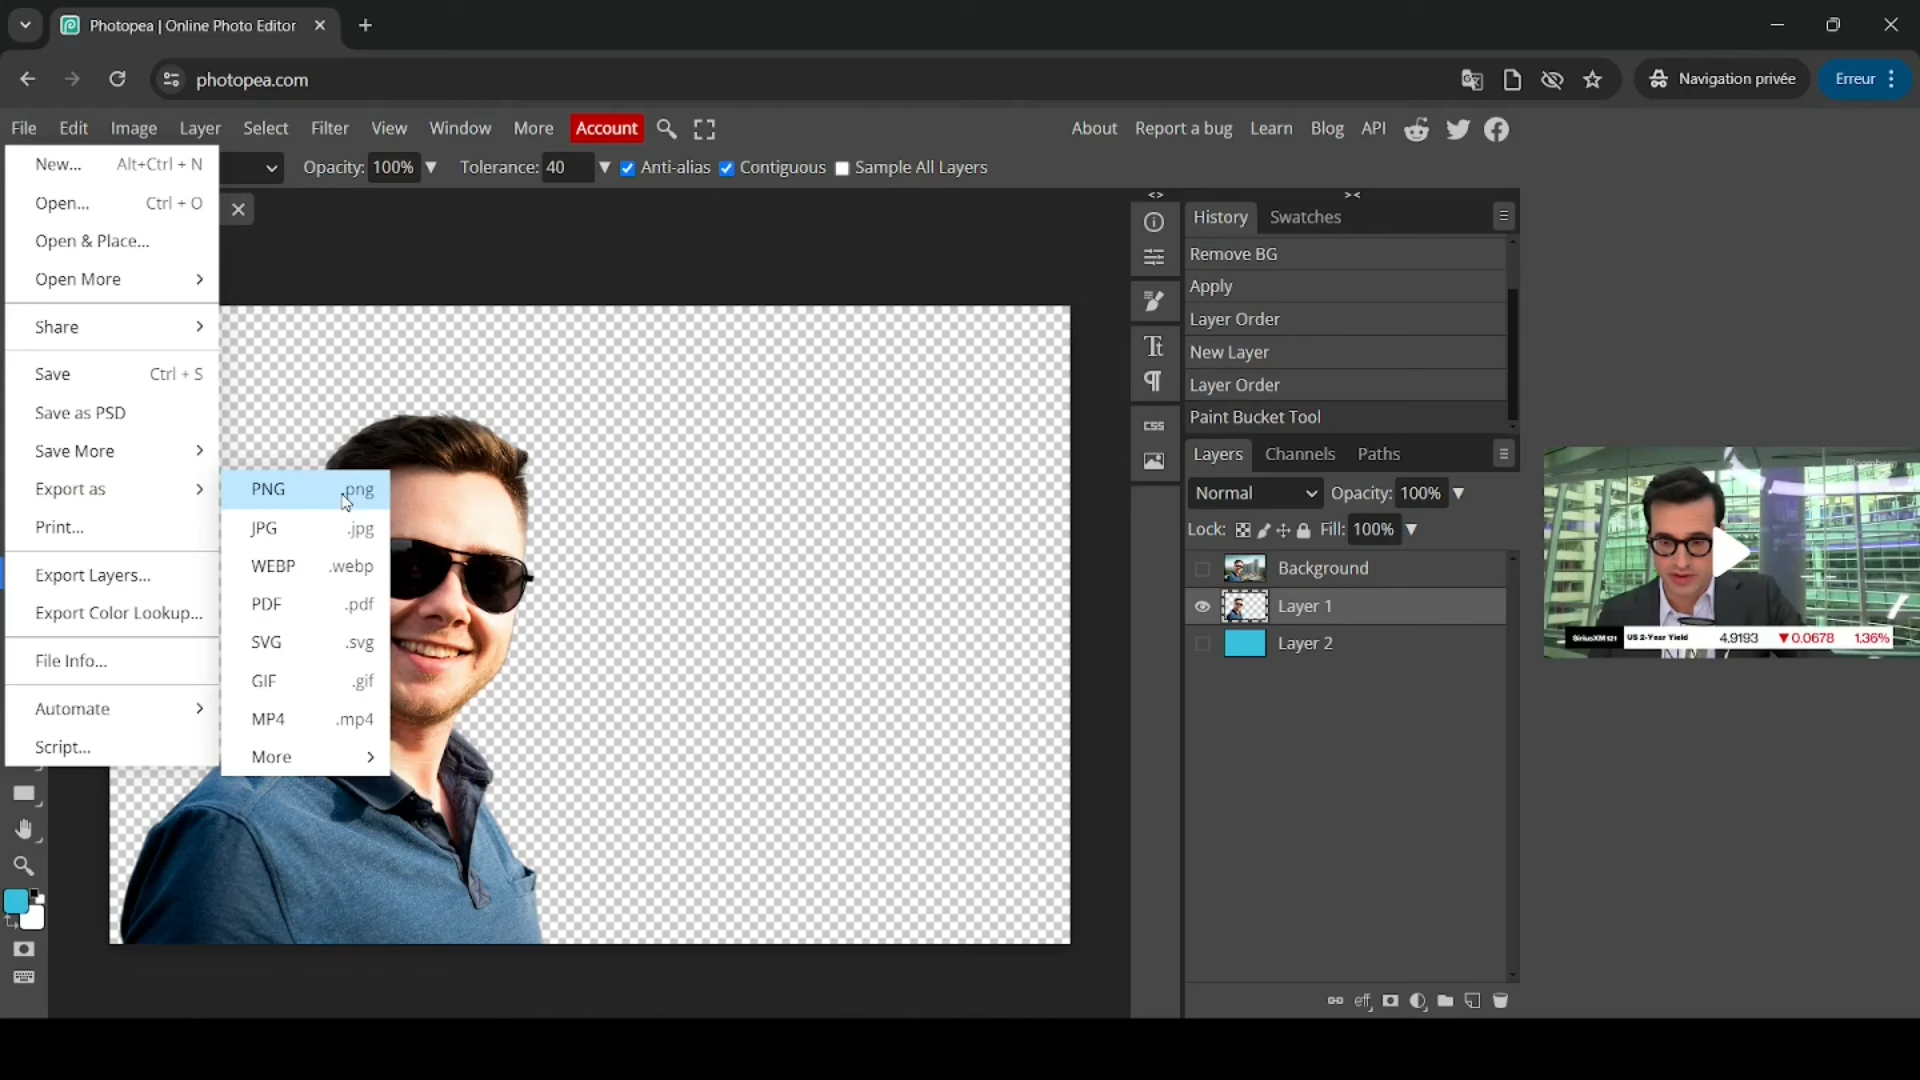 Photopea | Online Photo Editor
photopea.com
Navigation privée
Erreur
File Edit Image Layer Select Filter View Window More Account
About Report a bug Learn Blog API
Opacity: 100% Tolerance: 40 Anti-alias Contiguous Sample All Layers
New... Alt+Ctrl + N
Open... Ctrl + O
Open & Place...
Open More
Share
Save Ctrl + S
Save as PSD
Save More
Export as
Print...
Export Layers...
Export Color Lookup...
File Info...
Automate
Script...
PNG .png
JPG .jpg
WEBP .webp
PDF .pdf
SVG .svg
GIF .gif
MP4 .mp4
More
CSS
History Swatches
Remove BG
Apply
Layer Order
New Layer
Layer Order
Paint Bucket Tool
Layers Channels Paths
Normal Opacity: 100%
Lock: Fill: 100%
Background
Layer 1
Layer 2
eff
SiriusXM 121 US 2-Year Yield 4.9193 ▼0.0678 1.36%